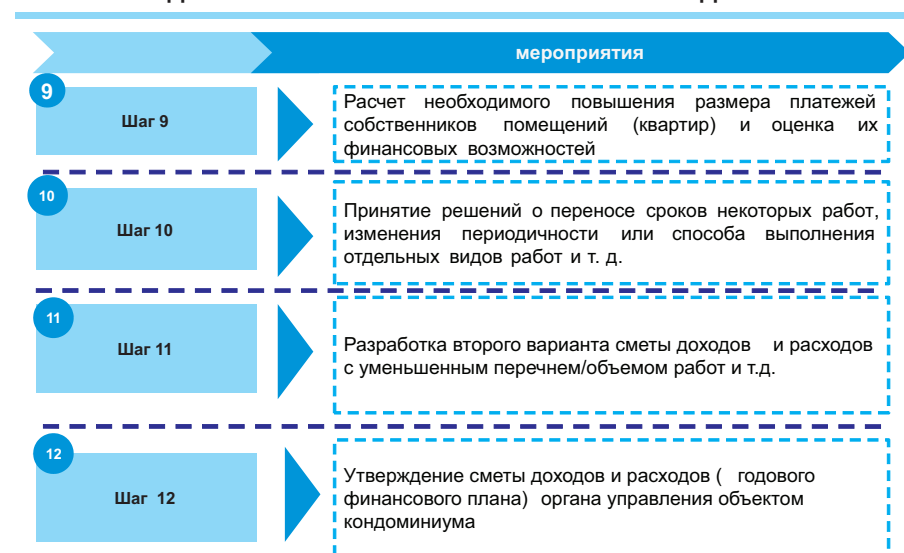 мероприятия
9
Шаг 9
Расчет необходимого повышения размера платежей
собственников помещений (квартир) и оценка их
финансовых возможностей
10
Шаг 10
Принятие решений о переносе сроков некоторых работ,
изменения периодичности или способа выполнения
отдельных видов работ и т. д.
11
Шаг 11
Разработка второго варианта сметы доходов и расходов
с уменьшенным перечнем/объемом работ и т.д.
12
Шаг 12
Утверждение сметы доходов и расходов ( годового
финансового плана) органа управления объектом
кондоминиума